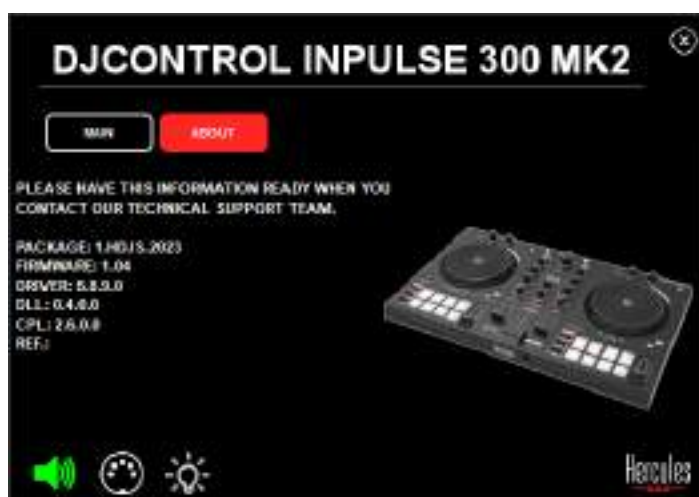 DJCONTROL INPULSE 300 MK2
MAIN
ABOUT
PLEASE HAVE THIS INFORMATION READY WHEN YOU
CONTACT OUR TECHNICAL SUPPORT TEAM.
PACKAGE: 1.HDJS.2023
FIRMWARE: 1.04
DRIVER: 5.8.9.0
DLL: 0.4.0.0
CPL: 2.6.0.0
REF.:
Hercules